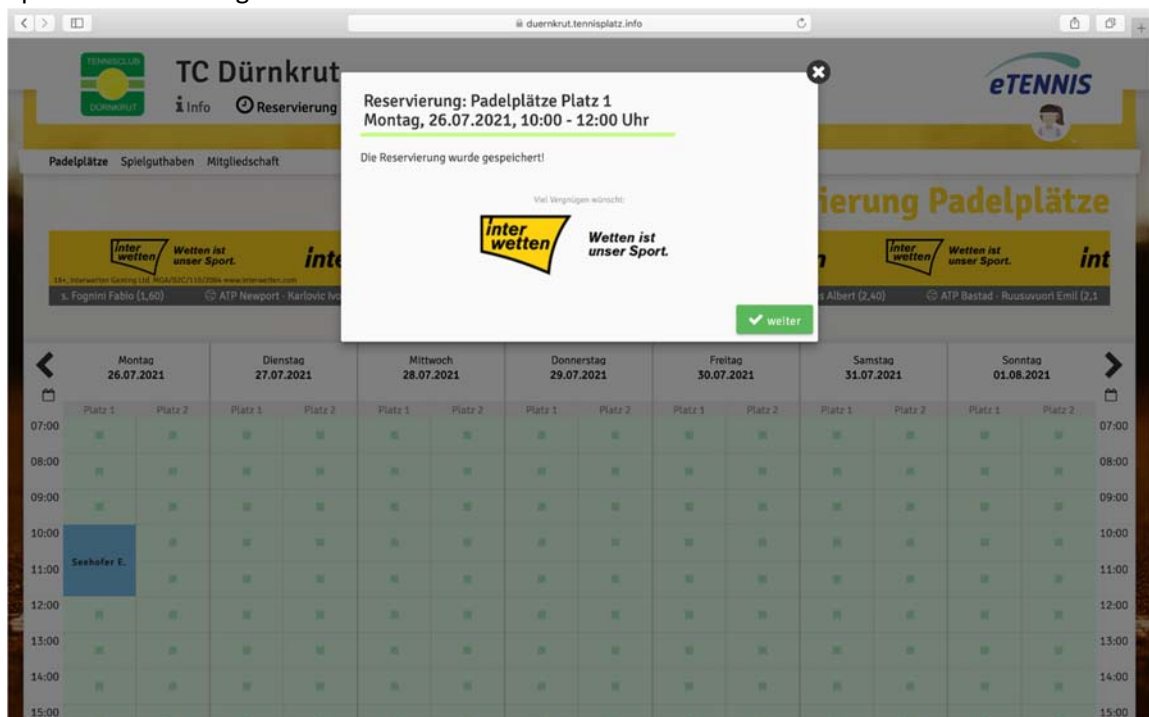 duernkrut.tennisplatz.info
TENNISCLUB
DÜRNKRUT
TC Dürnkrut
Info Reservierung
eTENNIS
Padelplätze Spielguthaben Mitgliedschaft
Reservierung: Padelplätze Platz 1
Montag, 26.07.2021, 10:00 - 12:00 Uhr
Die Reservierung wurde gespeichert!
Viel Vergnügen wünscht:
inter
wetten
Wetten ist
unser Sport.
weiter
ierung Padelplätze
inter
wetten
Wetten ist
unser Sport.
inte
inter
wetten
Wetten ist
unser Sport.
int
s. Fognini Fabio (1,60) ATP Newport - Karlovic Ivo
s Albert (2,40) ATP Bastad - Ruusuvuori Emil (2,1
Montag Dienstag Mittwoch Donnerstag Freitag Samstag Sonntag
26.07.2021 27.07.2021 28.07.2021 29.07.2021 30.07.2021 31.07.2021 01.08.2021
Platz 1 Platz 2 Platz 1 Platz 2 Platz 1 Platz 2 Platz 1 Platz 2 Platz 1 Platz 2 Platz 1 Platz 2 Platz 1 Platz 2
07:00 07:00
08:00 08:00
09:00 09:00
10:00 10:00
Seehofer E.
11:00 11:00
12:00 12:00
13:00 13:00
14:00 14:00
15:00 15:00